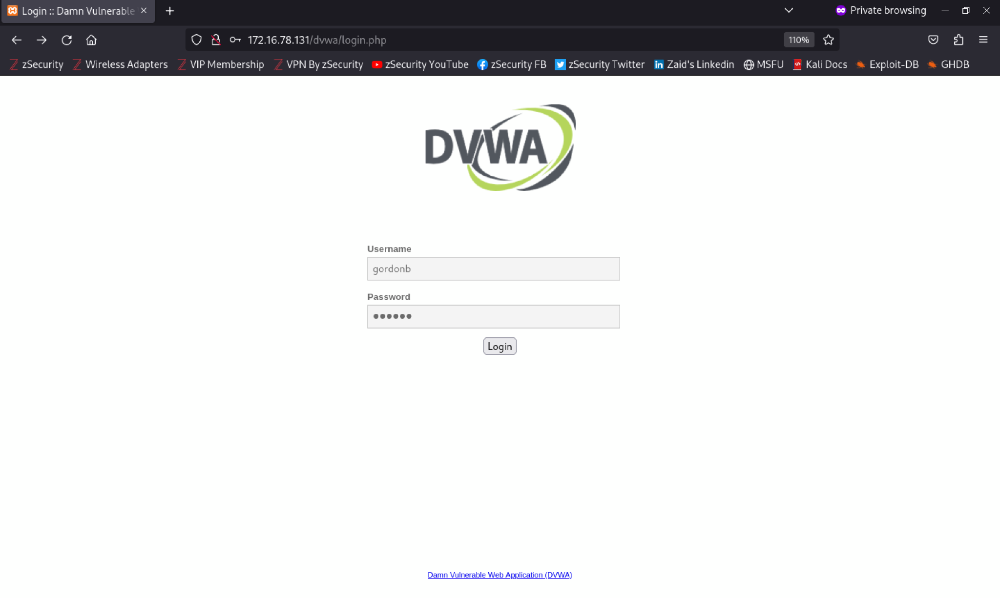 Login :: Damn Vulnerable
Private browsing
172.16.78.131/dvwa/login.php
110%
zSecurity
Wireless Adapters
VIP Membership
VPN By zSecurity
zSecurity YouTube
zSecurity FB
zSecurity Twitter
Zaid's Linkedin
MSFU
Kali Docs
Exploit-DB
GHDB
DVWA
Username
gordonb
Password
••••••
Login
Damn Vulnerable Web Application (DVWA)